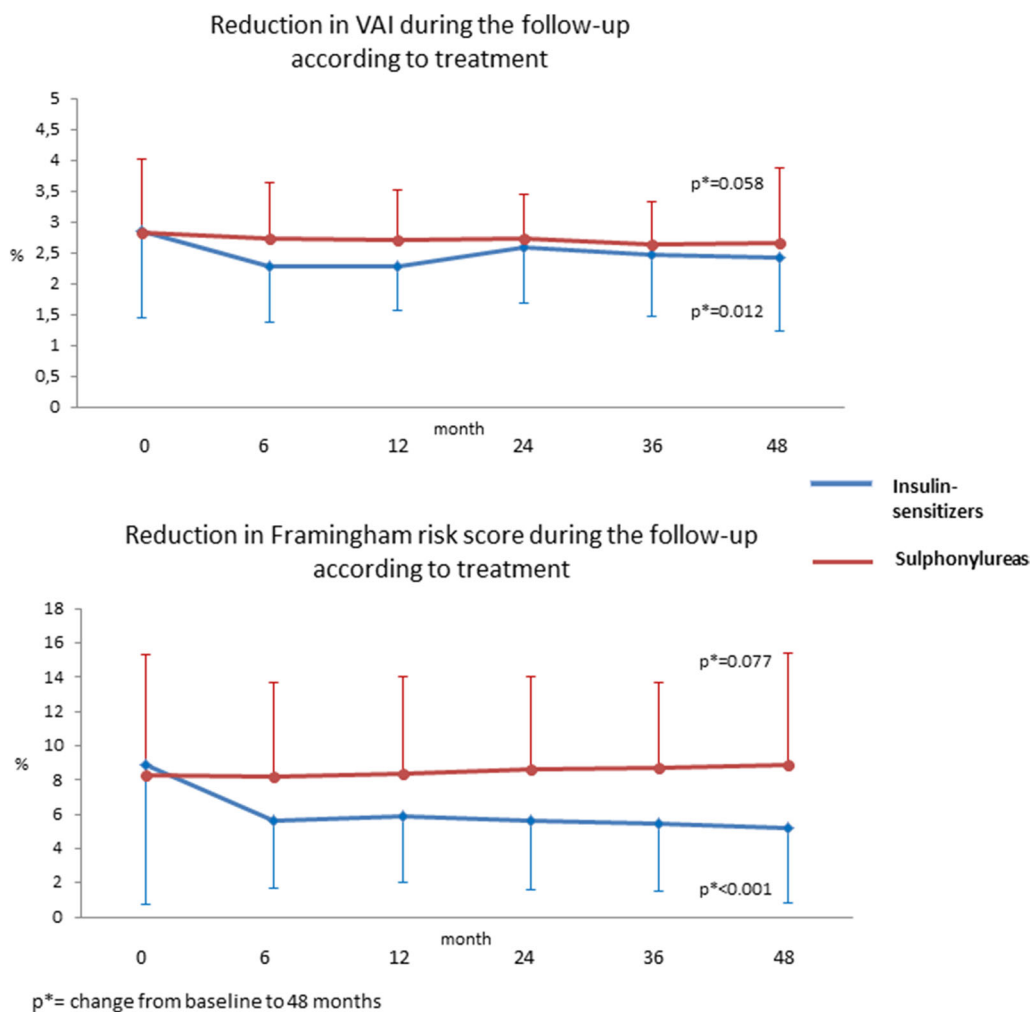 Reduction in VAI during the follow-up
according to treatment
5
4,5
4
3,5
3
2,5
2
1,5
1
0,5
0
%
p*=0.058
p*=0.012
month
0 6 12 24 36 48
Insulin-
sensitizers
Sulphonylureas
Reduction in Framingham risk score during the follow-up
according to treatment
18
16
14
12
10
8
6
4
2
0
%
p*=0.077
p*<0.001
month
0 6 12 24 36 48
p*= change from baseline to 48 months